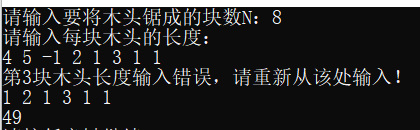 请输入要将木头锯成的块数N：8
请输入每块木头的长度：
4 5 -1 2 1 3 1 1
第3块木头长度输入错误，请重新从该处输入！
1 2 1 3 1 1
49